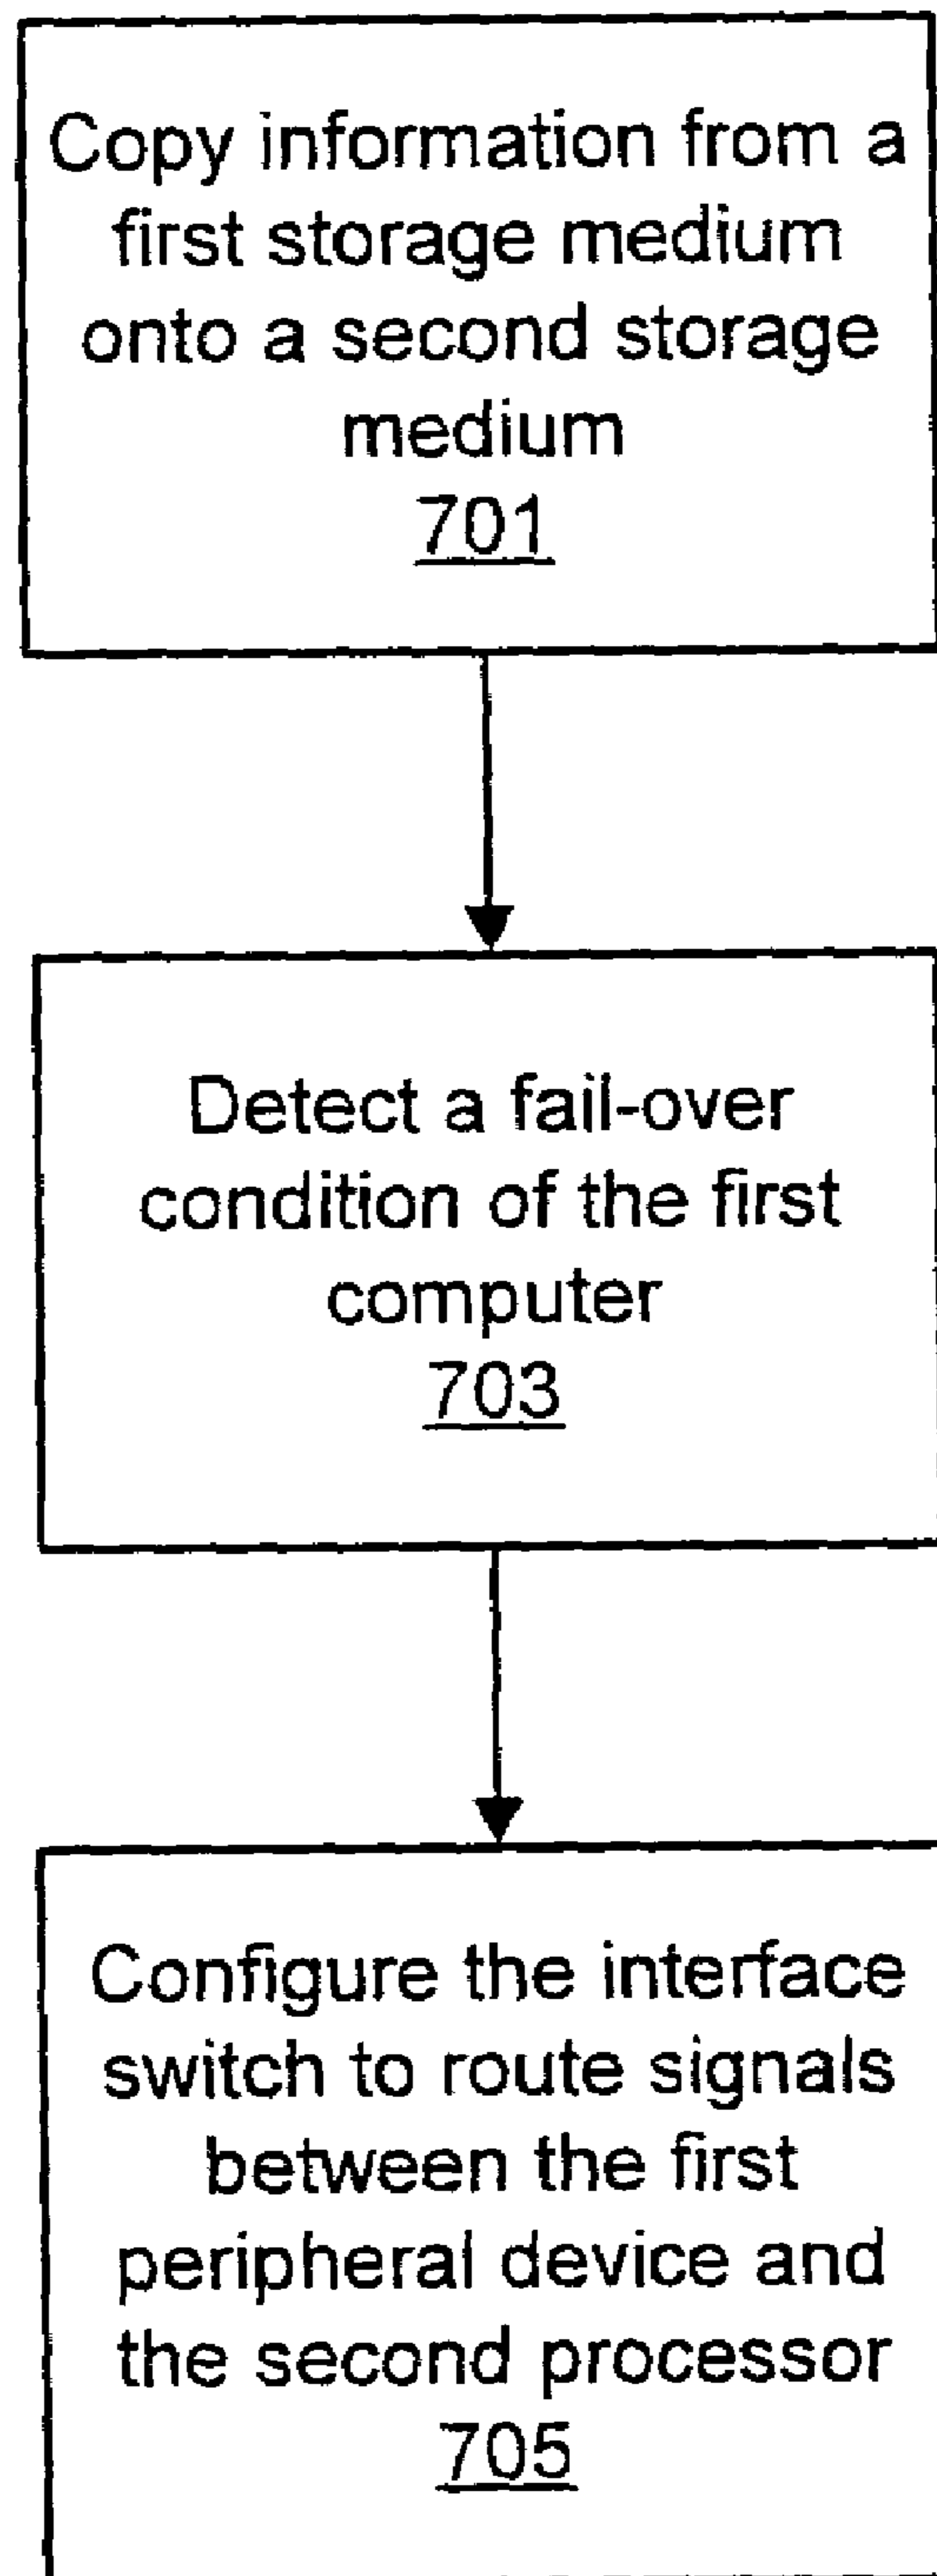 Copy information from a
first storage medium
onto a second storage
medium
701
Detect a fail-over
condition of the first
computer
703
Configure the interface
switch to route signals
between the first
peripheral device and
the second processor
705